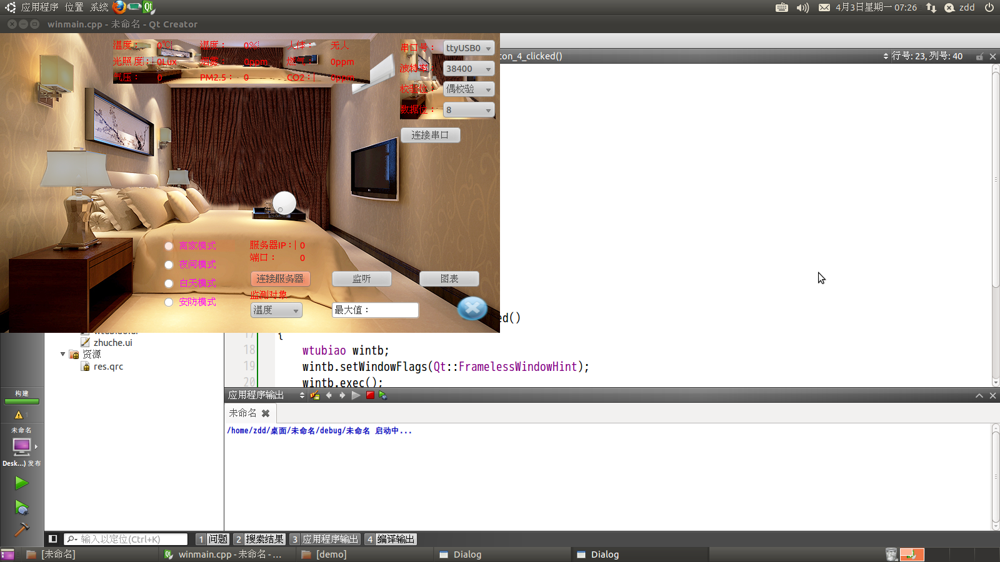 应用程序 位置 系统
4月3日星期一 07:26 zdd
winmain.cpp - 未命名 - Qt Creator
温度： 0℃ 湿度： 0% 人体： 无人
光照度： 0Lux 烟雾： 0ppm 燃气： 0ppm
气压： 0 PM2.5： 0 CO2： 0ppm
串口号： ttyUSB0
波特率： 38400
校验位： 偶校验
数据位： 8
连接串口
on_4_clicked()
行号: 23, 列号: 40
离家模式
夜间模式
白天模式
安防模式
服务器IP： 0
端口： 0
连接服务器 监听 图表
监测对象
温度 最大值：
ed()
17 {
18 wtubiao wintb;
19 wintb.setWindowFlags(Qt::FramelessWindowHint);
20 wintb.exec();
zhuche.ui
资源
res.qrc
构建
1
未命名
Desk...) 发布
应用程序输出
未命名
/home/zdd/桌面/未命名/debug/未命名 启动中...
输入以定位(Ctrl+K) 1 问题 2 搜索结果 3 应用程序输出 4 编译输出
[未命名] winmain.cpp - 未命名 - ... [demo] Dialog Dialog